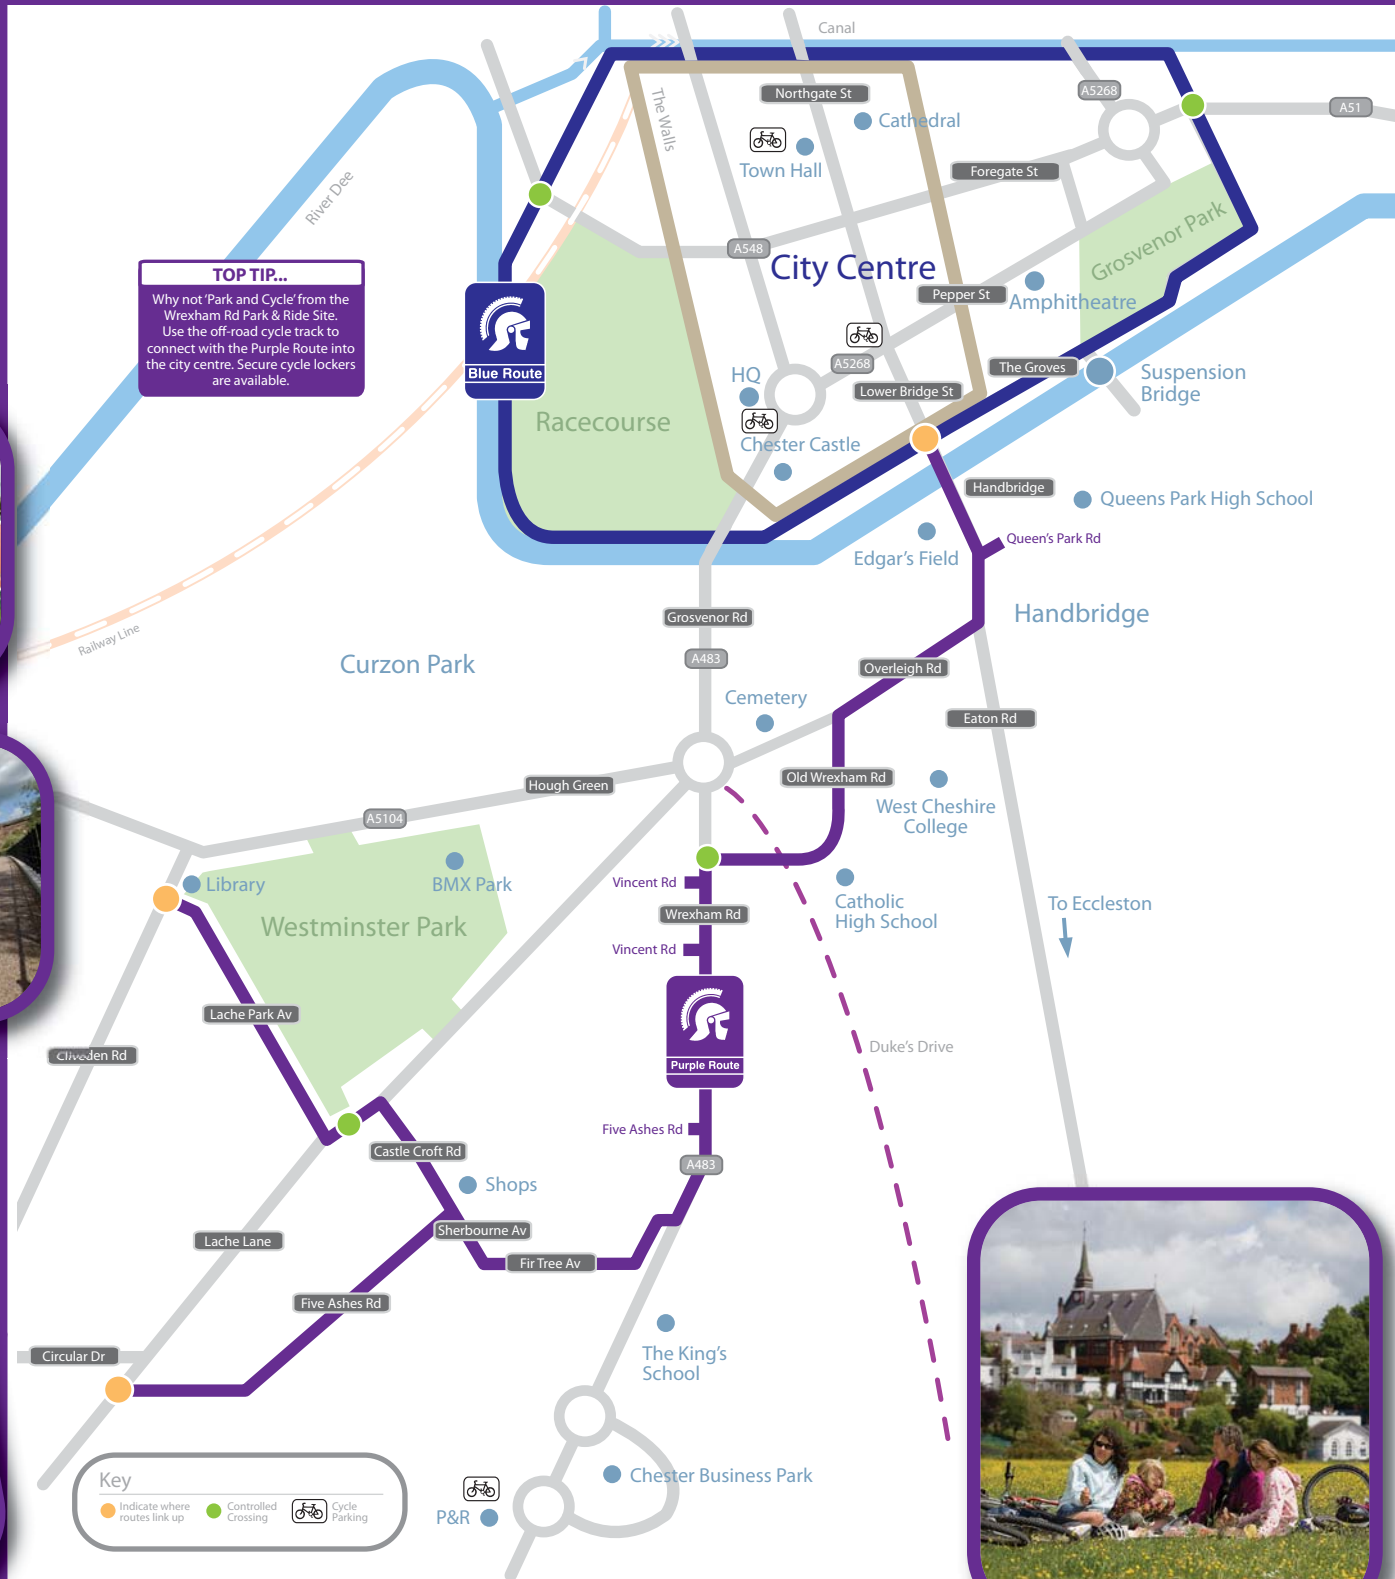 Canal
A5268
A51
Northgate St
The Walls
Cathedral
Town Hall
Foregate St
River Dee
Grosvenor Park
A548
City Centre
TOP TIP...
Why not 'Park and Cycle' from the
Wrexham Rd Park & Ride Site.
Use the off-road cycle track to
connect with the Purple Route into
the city centre. Secure cycle lockers
are available.
Pepper St
Amphitheatre
Blue Route
A5268
The Groves
Suspension
Bridge
HQ
Lower Bridge St
Racecourse
Chester Castle
Handbridge
Queens Park High School
Queen's Park Rd
Edgar's Field
Grosvenor Rd
Handbridge
Railway Line
Curzon Park
A483
Overleigh Rd
Cemetery
Eaton Rd
Hough Green
Old Wrexham Rd
West Cheshire
College
A5104
Library
BMX Park
Vincent Rd
Catholic
High School
To Eccleston
Wrexham Rd
Westminster Park
Vincent Rd
Lache Park Av
Cliveden Rd
Duke's Drive
Purple Route
Five Ashes Rd
Castle Croft Rd
A483
Shops
Sherbourne Av
Lache Lane
Fir Tree Av
Five Ashes Rd
Circular Dr
The King's
School
Key
Indicate where
routes link up
Controlled
Crossing
Cycle
Parking
Chester Business Park
P&R